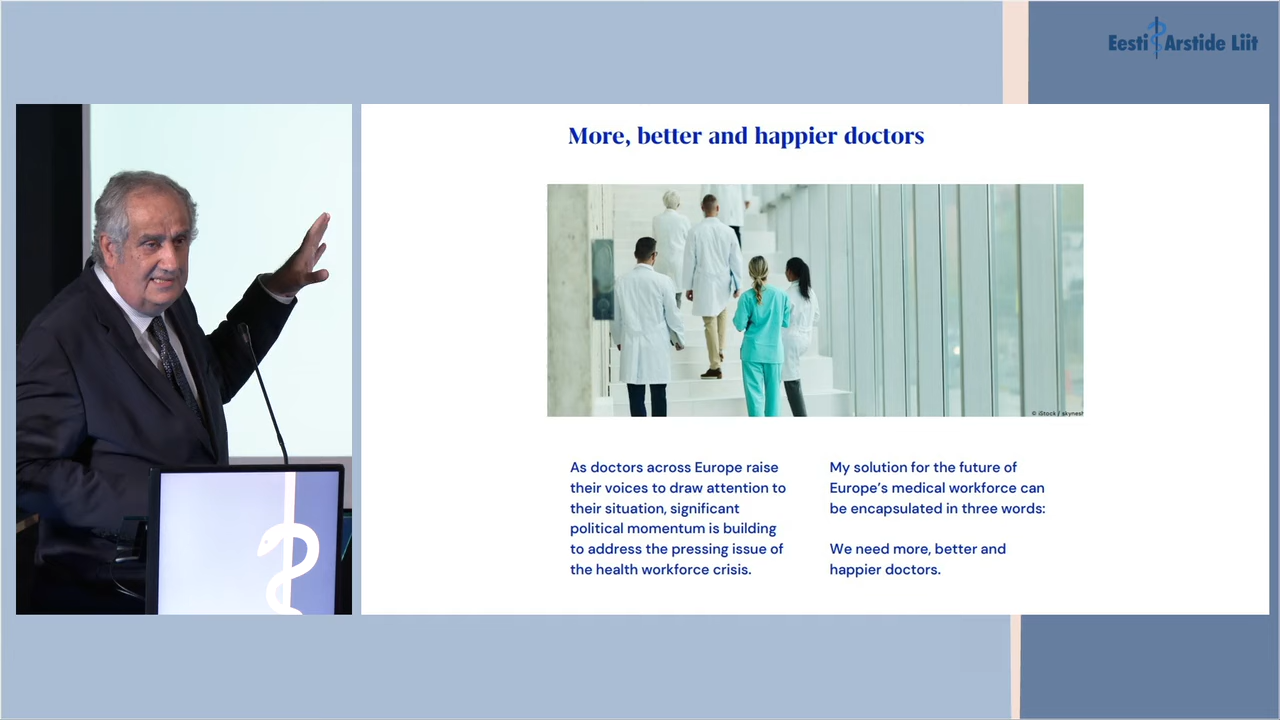 Eesti Arstide Liit
More, better and happier doctors
© iStock / skynesher
As doctors across Europe raise
their voices to draw attention to
their situation, significant
political momentum is building
to address the pressing issue of
the health workforce crisis.
My solution for the future of
Europe’s medical workforce can
be encapsulated in three words:
We need more, better and
happier doctors.